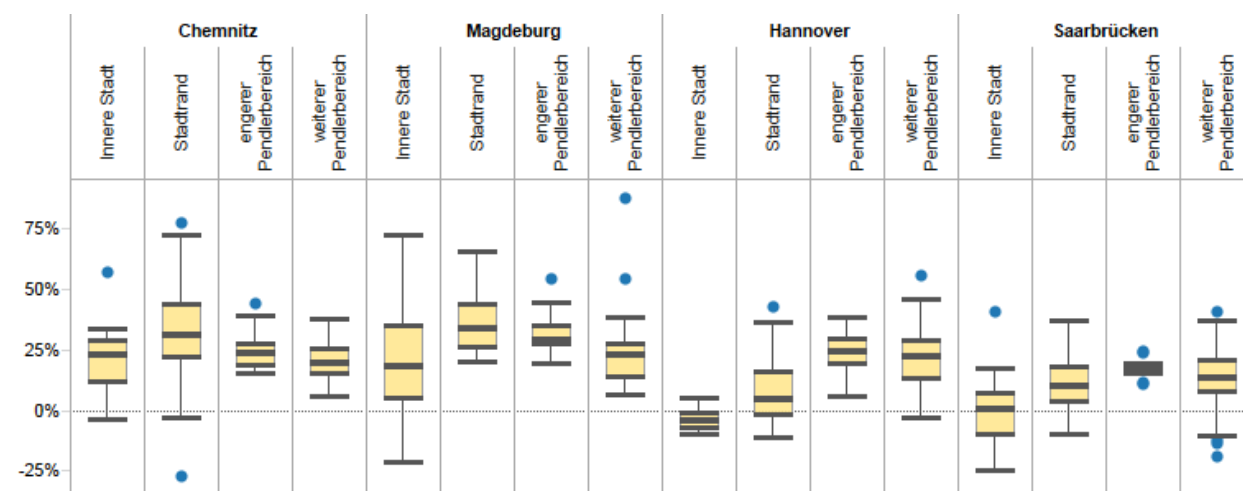 Chemnitz
Magdeburg
Hannover
Saarbrücken
Innere Stadt
Stadtrand
engerer
Pendlerbereich
weiterer
Pendlerbereich
Innere Stadt
Stadtrand
engerer
Pendlerbereich
weiterer
Pendlerbereich
Innere Stadt
Stadtrand
engerer
Pendlerbereich
weiterer
Pendlerbereich
Innere Stadt
Stadtrand
engerer
Pendlerbereich
weiterer
Pendlerbereich
75%
50%
25%
0%
-25%